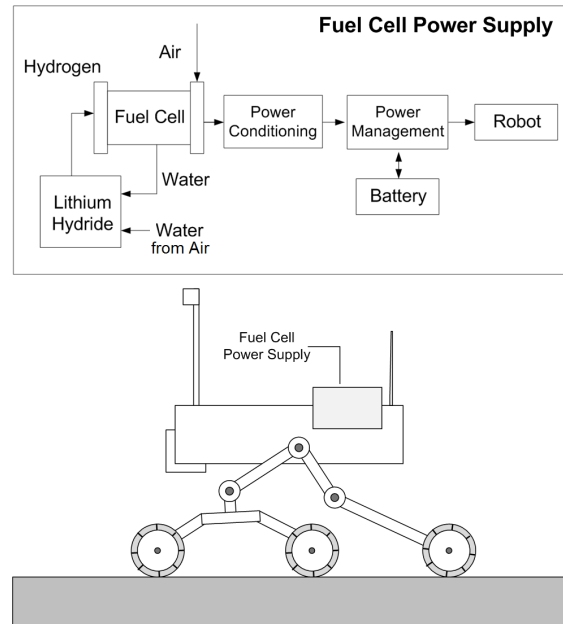 Fuel Cell Power Supply
Air
Hydrogen
Fuel Cell
Power
Conditioning
Power
Management
Robot
Water
Battery
Lithium
Hydride
Water
from Air
Fuel Cell
Power Supply